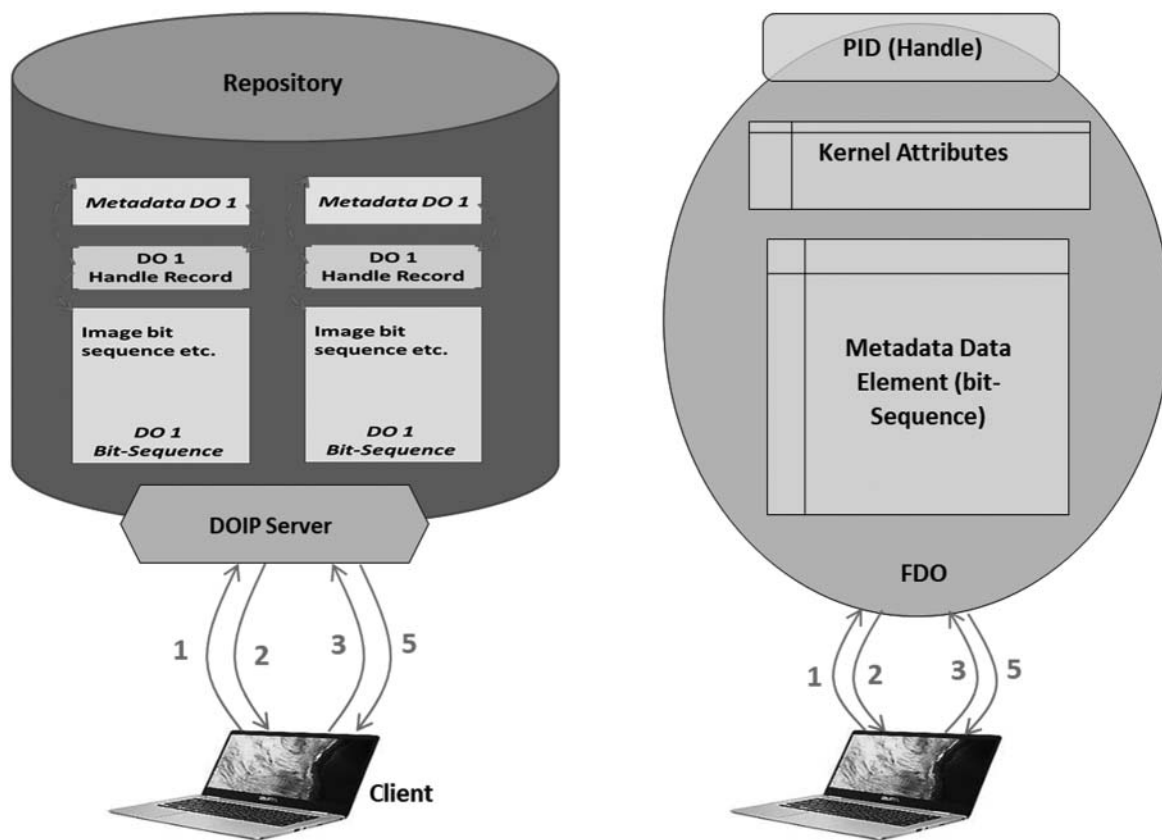 Repository
Metadata DO 1
Metadata DO 1
DO 1
Handle Record
DO 1
Handle Record
Image bit
sequence etc.
Image bit
sequence etc.
DO 1
Bit-Sequence
DO 1
Bit-Sequence
DOIP Server
1
2
3
5
Client
PID (Handle)
Kernel Attributes
Metadata Data
Element (bit-
Sequence)
FDO
1
2
3
5